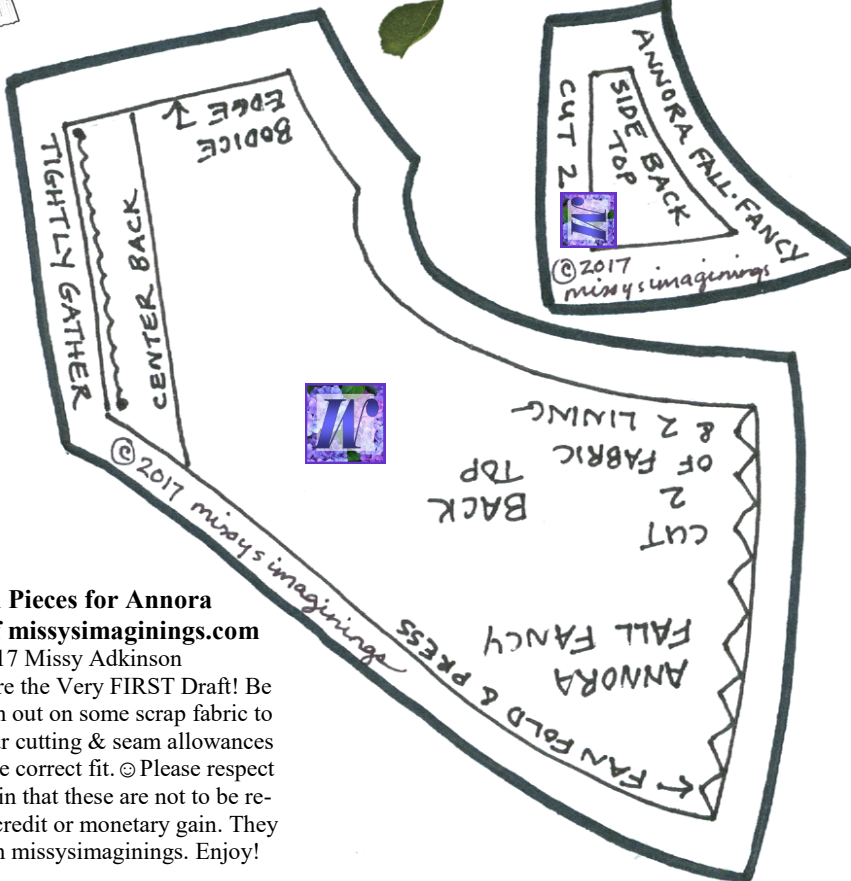 TIGHTLY GATHER
CENTER BACK
BODICE
EDGE ↑
© 2017 missysimaginings
BACK
TOP
CUT
2
OF FABRIC
& 2 LINING
ANNORA
FALL FANCY
← FAN FOLD & PRESS
ANNORA FALL·FANCY
SIDE BACK
TOP
CUT 2
© 2017
missysimaginings
Pieces for Annora
missysimaginings.com
17 Missy Adkinson
re the Very FIRST Draft! Be
out on some scrap fabric to
cutting & seam allowances
e correct fit.☺Please respect
in that these are not to be re-
credit or monetary gain. They
missysimaginings. Enjoy!